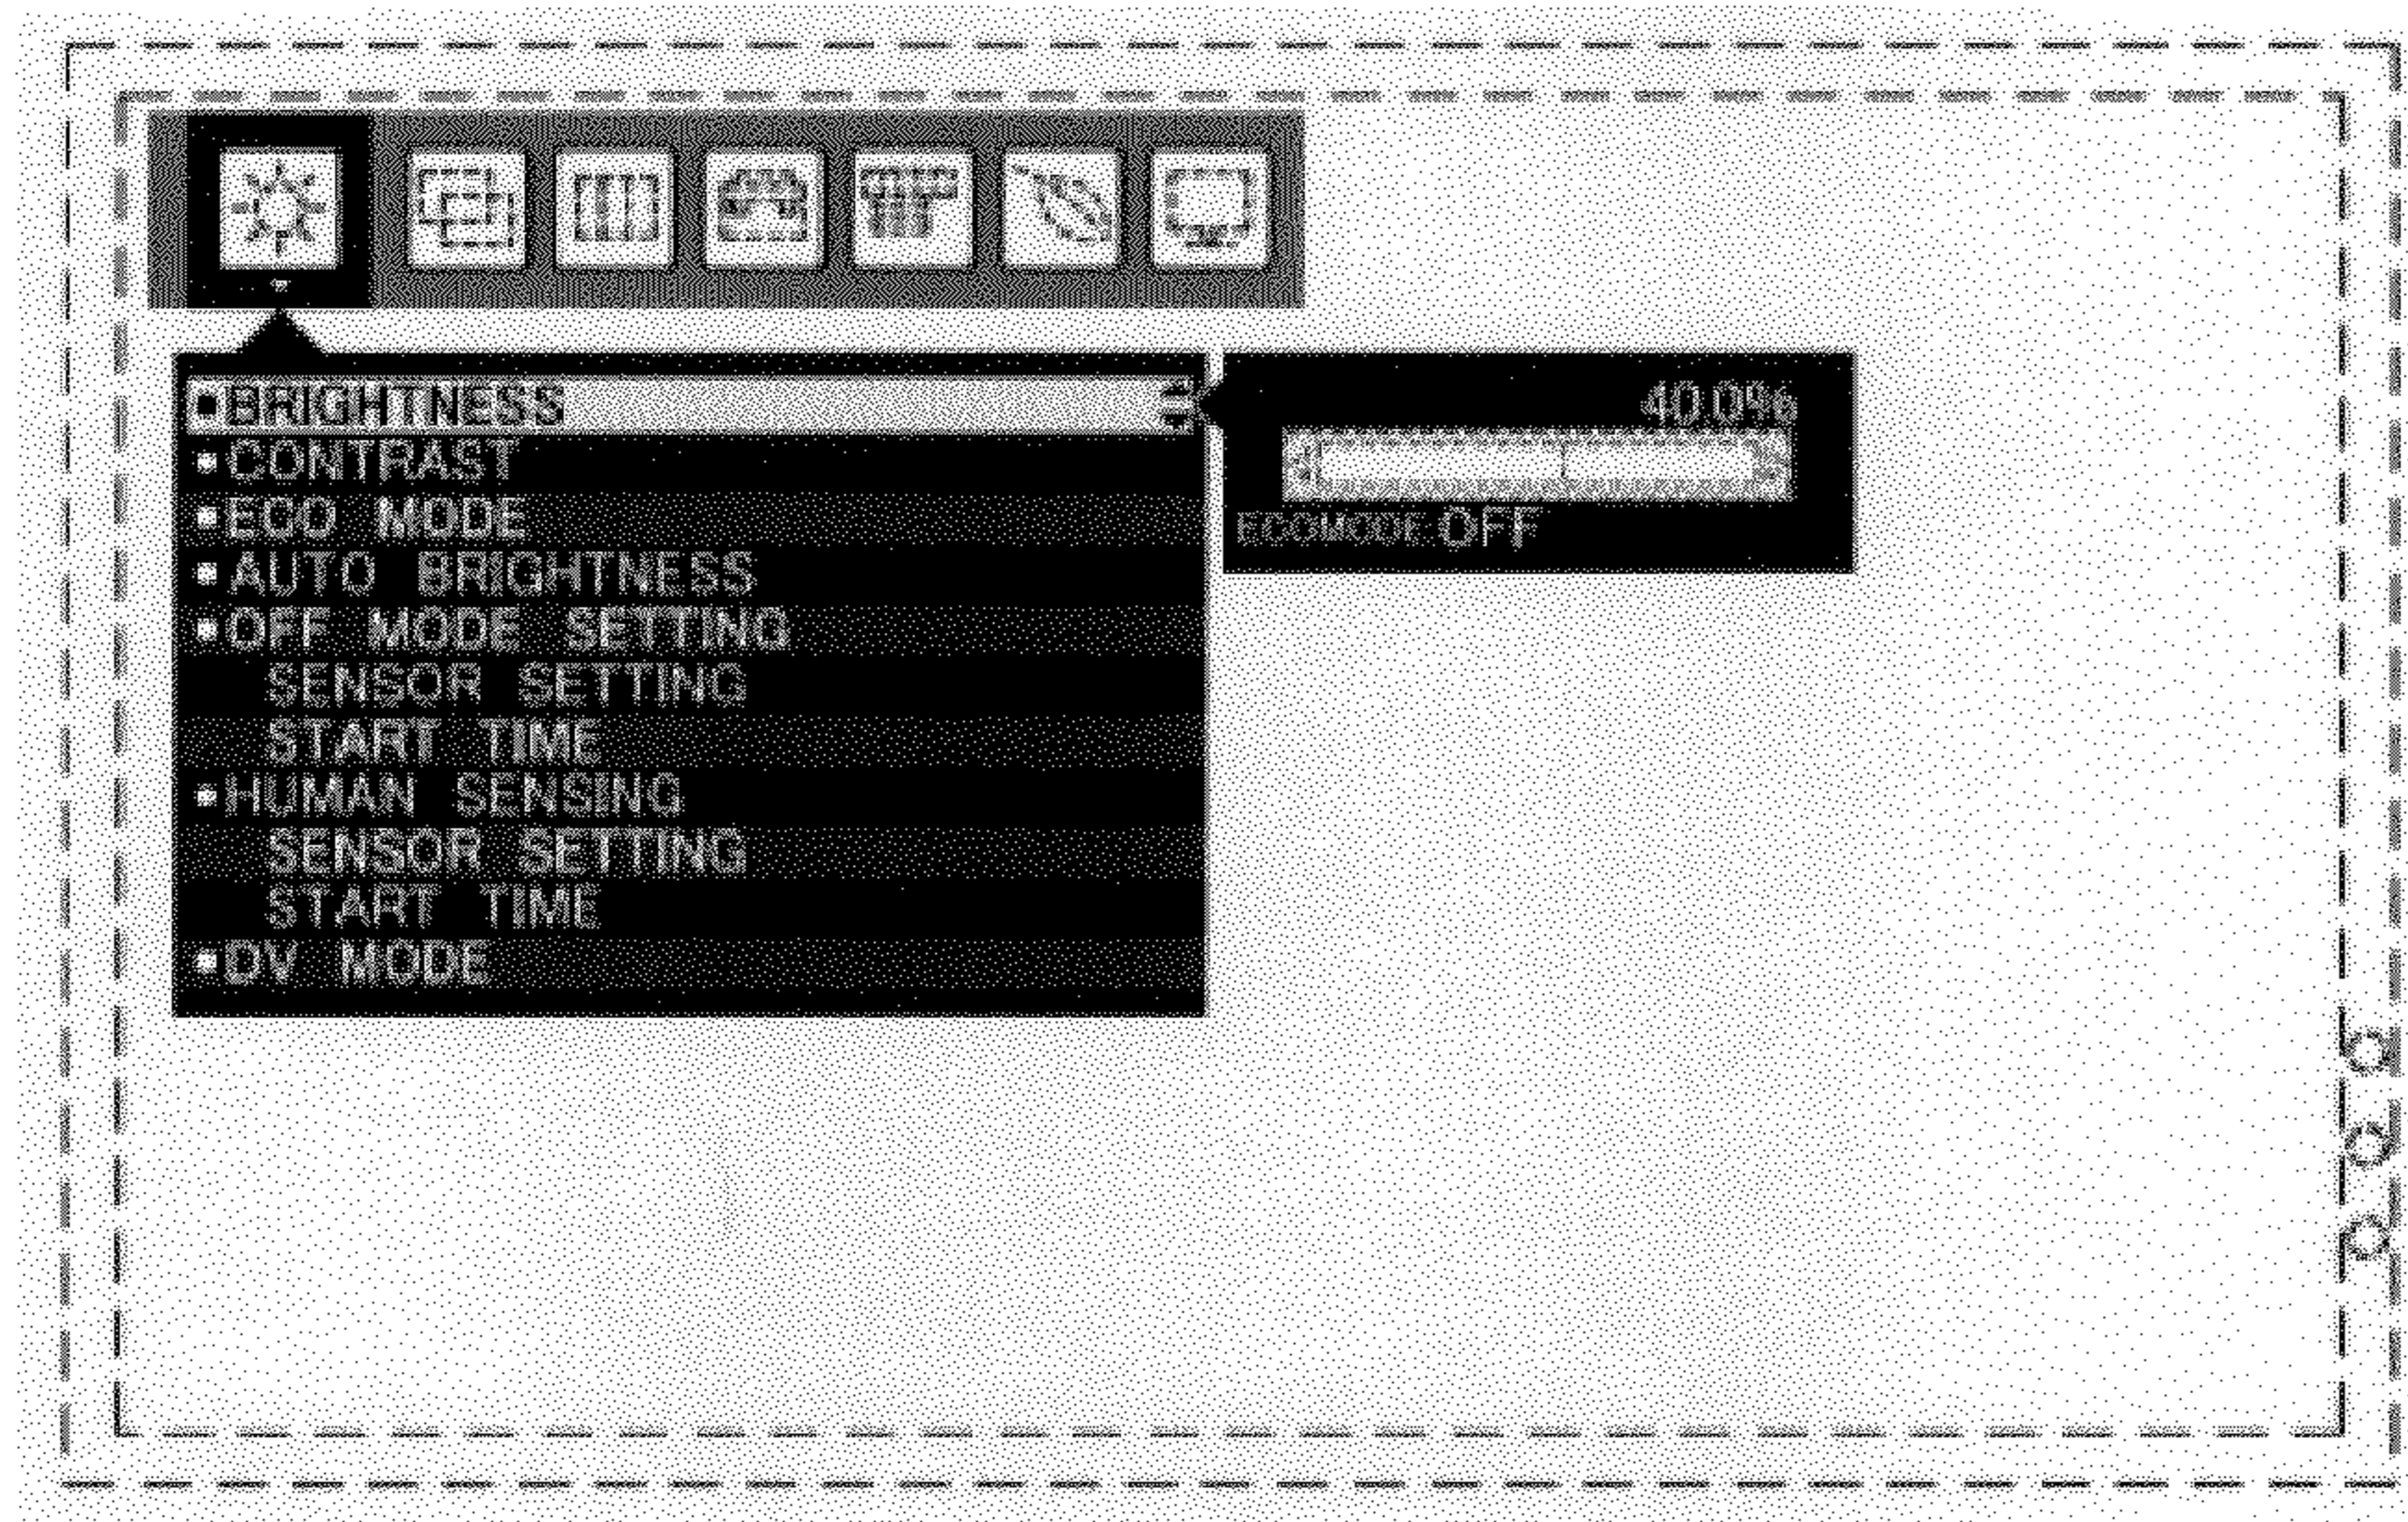 BRIGHTNESS
CONTRAST
ECO MODE
AUTO BRIGHTNESS
OFF MODE SETTING
SENSOR SETTING
START TIME
HUMAN SENSING
SENSOR SETTING
START TIME
DV MODE
40.0%
ECOMODE:OFF